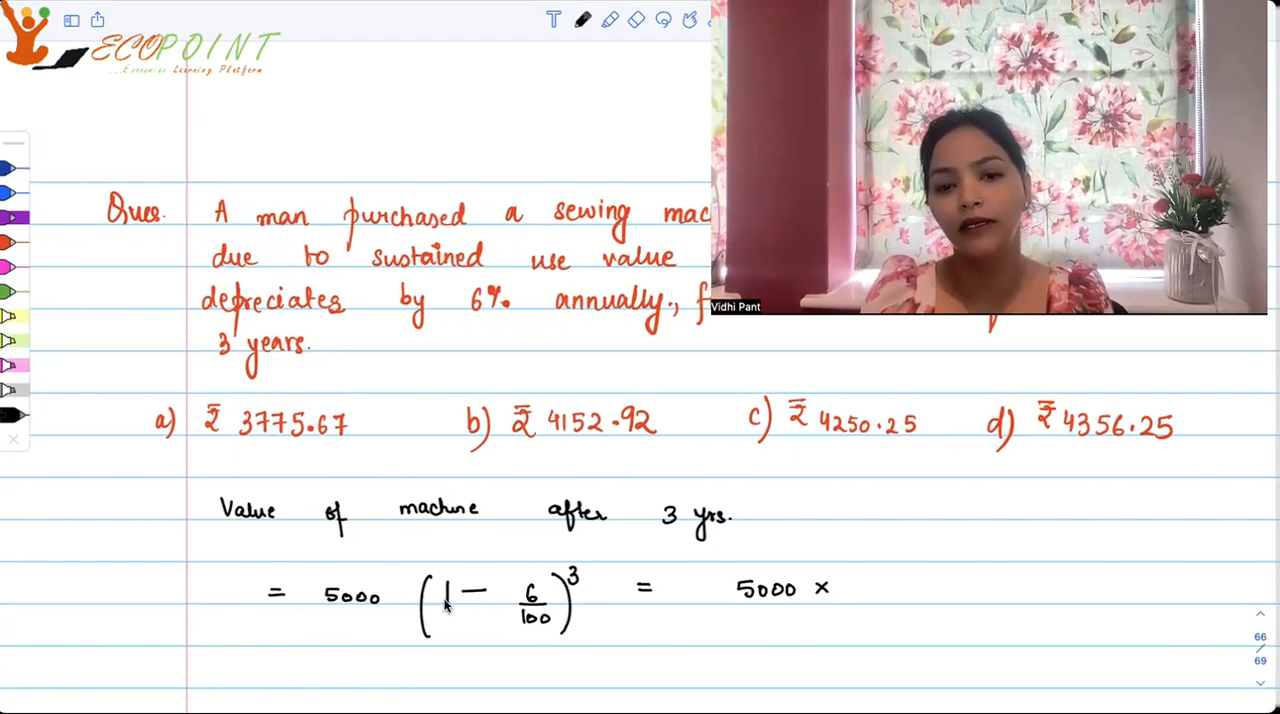 ECOPOINT
.....Economics Learning Platform
T
Vidhi Pant
Ques. A man purchased a sewing
due to sustained use value
depreciates by 6% annually,
3 years.
a) ₹ 3775.67 b) ₹ 4152.92 c) ₹ 4250.25 d) ₹ 4356.25
Value of machine after 3 yrs.
= 5000 (1 - 6/100)³ = 5000 ×
66
/
69